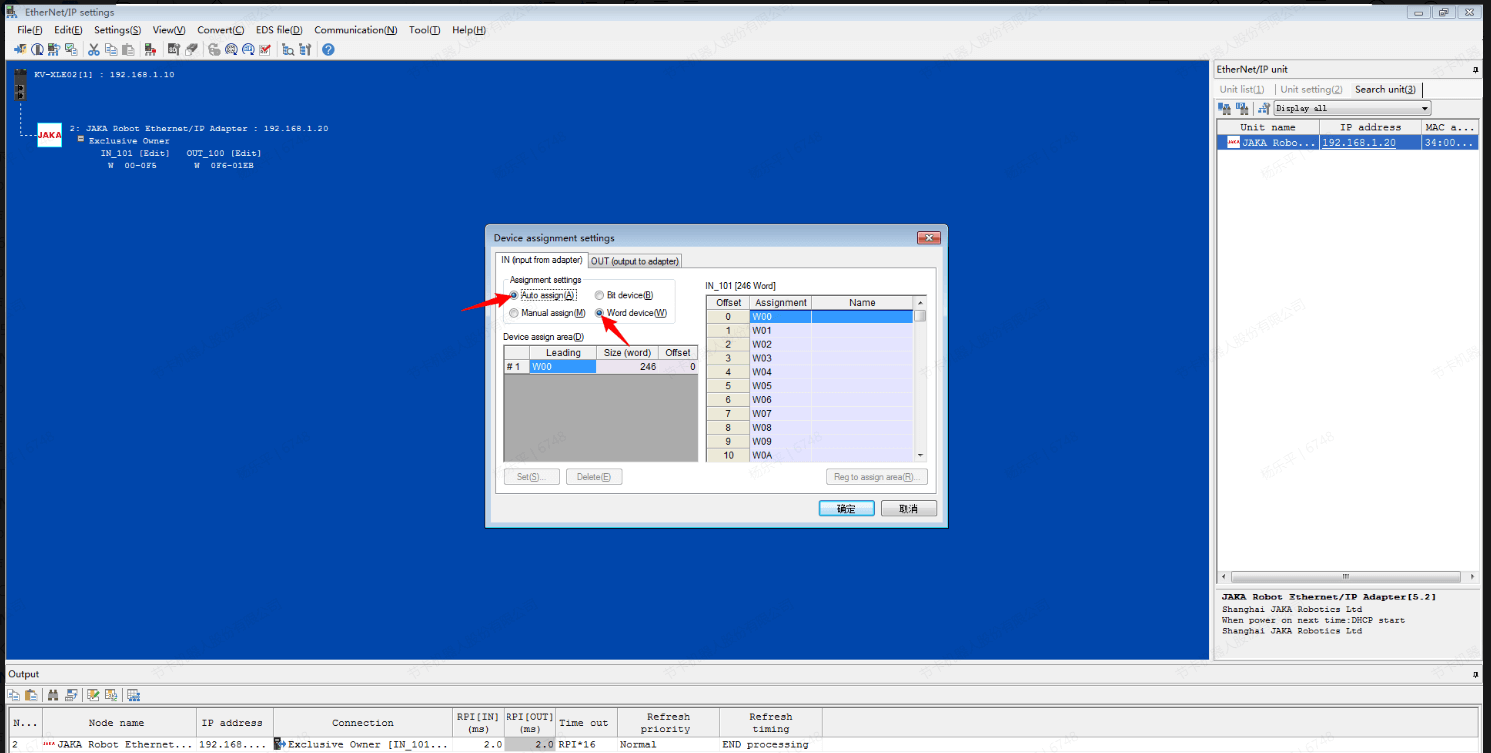 EtherNet/IP settings
File(F) Edit(E) Settings(S) View(V) Convert(C) EDS file(D) Communication(N) Tool(T) Help(H)
KV-XLE02[1] : 192.168.1.10
JAKA
2: JAKA Robot Ethernet/IP Adapter : 192.168.1.20
Exclusive Owner
IN_101 [Edit] OUT_100 [Edit]
W 00-0F5 W 0F6-01EB
Device assignment settings
IN (input from adapter) OUT (output to adapter)
Assignment settings
Auto assign(A) Bit device(B)
Manual assign(M) Word device(W)
Device assign area(D)
Leading Size (word) Offset
# 1 W00 246 0
IN_101 [246 Word]
Offset Assignment Name
0 W00
1 W01
2 W02
3 W03
4 W04
5 W05
6 W06
7 W07
8 W08
9 W09
10 W0A
Set(S)... Delete(E) Reg to assign area(R)...
确定 取消
EtherNet/IP unit
Unit list(1) Unit setting(2) Search unit(3)
Display all
Unit name IP address MAC a...
JAKA JAKA Robo... 192.168.1.20 34:00...
JAKA Robot Ethernet/IP Adapter[5.2]
Shanghai JAKA Robotics Ltd
When power on next time:DHCP start
Shanghai JAKA Robotics Ltd
Output
N... Node name IP address Connection RPI[IN] (ms) RPI[OUT] (ms) Time out Refresh priority Refresh timing
2 JAKA JAKA Robot Ethernet... 192.168.... Exclusive Owner [IN_101... 2.0 2.0 RPI*16 Normal END processing